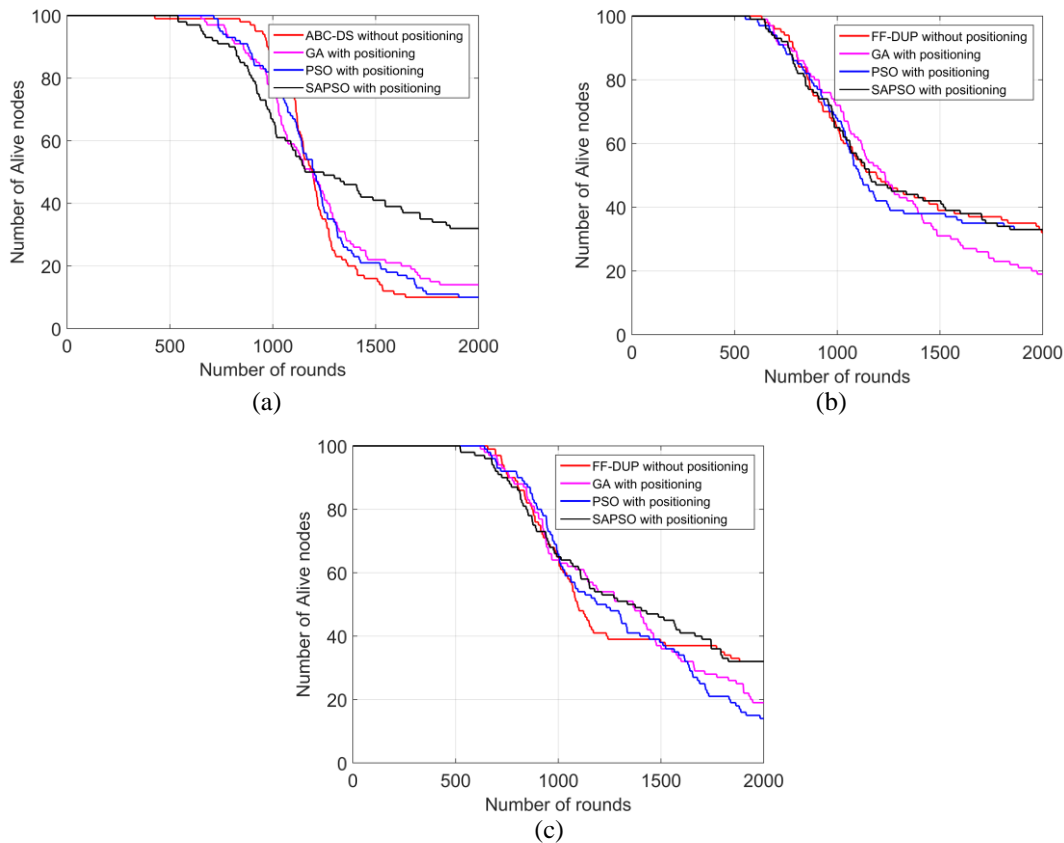 100
80
60
40
20
0
Number of Alive nodes
ABC-DS without positioning
GA with positioning
PSO with positioning
SAPSO with positioning
0 500 1000 1500 2000
Number of rounds
(a)
100
80
60
40
20
0
Number of Alive nodes
FF-DUP without positioning
GA with positioning
PSO with positioning
SAPSO with positioning
0 500 1000 1500 2000
Number of rounds
(b)
100
80
60
40
20
0
Number of Alive nodes
FF-DUP without positioning
GA with positioning
PSO with positioning
SAPSO with positioning
0 500 1000 1500 2000
Number of rounds
(c)